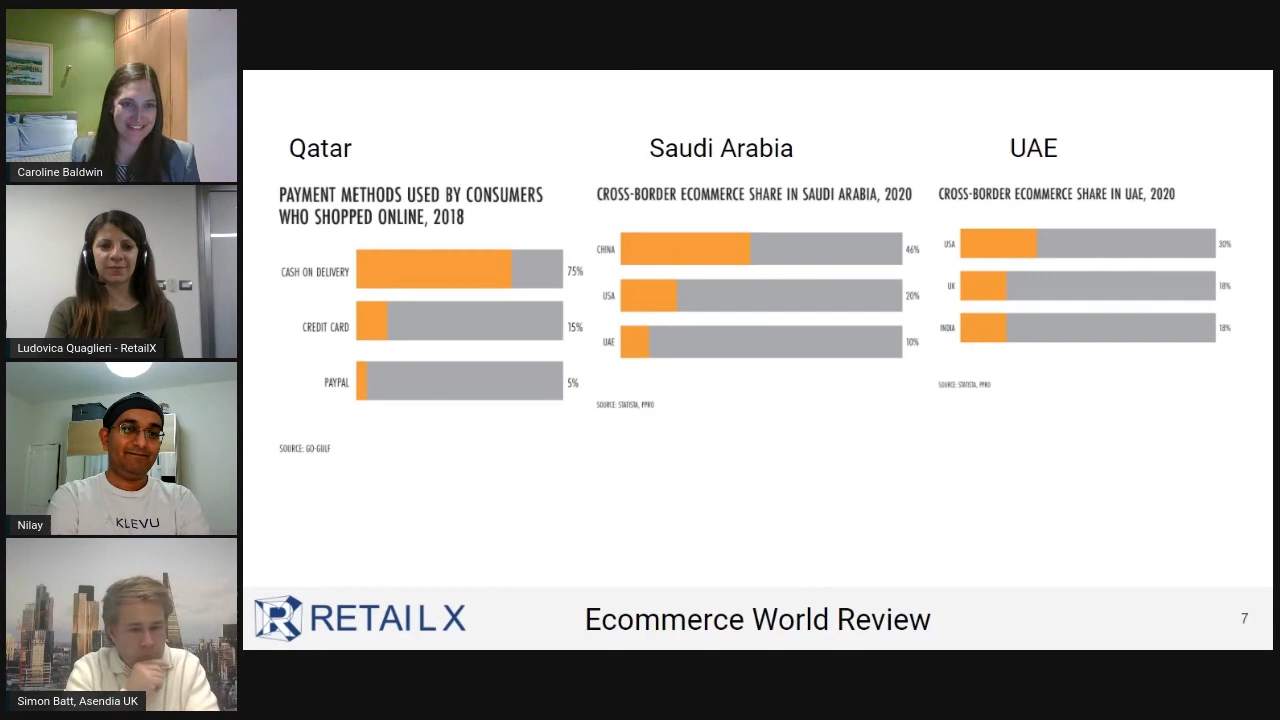 Caroline Baldwin
Ludovica Quaglieri - RetailX
KLEVU
Nilay
Simon Batt, Asendia UK
Qatar
PAYMENT METHODS USED BY CONSUMERS
WHO SHOPPED ONLINE, 2018
CASH ON DELIVERY 75%
CREDIT CARD 15%
PAYPAL 5%
SOURCE: GO-GULF
Saudi Arabia
CROSS-BORDER ECOMMERCE SHARE IN SAUDI ARABIA, 2020
CHINA 46%
USA 20%
UAE 10%
SOURCE: STATISTA, PPRO
UAE
CROSS-BORDER ECOMMERCE SHARE IN UAE, 2020
USA 30%
UK 18%
INDIA 18%
SOURCE: STATISTA, PPRO
RETAIL X
Ecommerce World Review
7